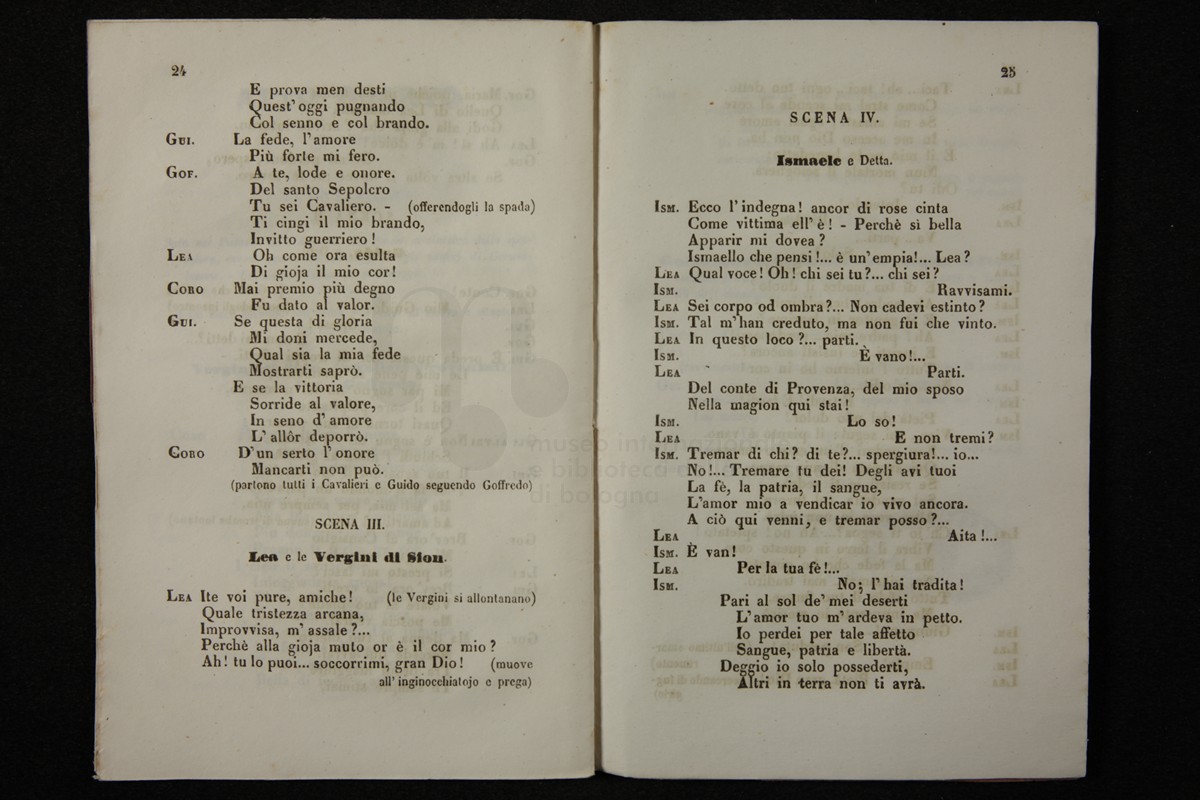 24
E prova men desti
Quest' oggi pugnando
Col senno e col brando.
GUI. La fede, l'amore
Più forte mi fero.
GOF. A te, lode e onore.
Del santo Sepolcro
Tu sei Cavaliero. - (offerendogli la spada)
Ti cingi il mio brando,
Invitto guerriero!
LEA Oh come ora esulta
Di gioja il mio cor!
CORO Mai premio più degno
Fu dato al valor.
GUI. Se questa di gloria
Mi doni mercede,
Qual sia la mia fede
Mostrarti saprò.
E se la vittoria
Sorride al valore,
In seno d' amore
L' allôr deporrò.
CORO D'un serto l'onore
Mancarti non può.
(partono tutti i Cavalieri e Guido seguendo Goffredo)
SCENA III.
Lea e le Vergini di Sion.
LEA Ite voi pure, amiche! (le Vergini si allontanano)
Quale tristezza arcana,
Improvvisa, m' assale?...
Perchè alla gioja muto or è il cor mio?
Ah! tu lo puoi... soccorrimi, gran Dio! (muove
all' inginocchiatojo e prega)
25
SCENA IV.
Ismaele e Detta.
ISM. Ecco l'indegna! ancor di rose cinta
Come vittima ell' è! - Perchè sì bella
Apparir mi dovea?
Ismaello che pensi!... è un'empia!... Lea?
LEA Qual voce! Oh! chi sei tu?... chi sei?
ISM. Ravvisami.
LEA Sei corpo od ombra?... Non cadevi estinto?
ISM. Tal m'han creduto, ma non fui che vinto.
LEA In questo loco?... parti.
ISM. È vano!...
LEA Parti.
Del conte di Provenza, del mio sposo
Nella magion qui stai!
ISM. Lo so!
LEA E non tremi?
ISM. Tremar di chi? di te?... spergiura!... io...
No!... Tremare tu dei! Degli avi tuoi
La fè, la patria, il sangue,
L'amor mio a vendicar io vivo ancora.
A ciò qui venni, e tremar posso?...
LEA Aita!...
ISM. È van!
LEA Per la tua fè!...
ISM. No; l' hai tradita!
Pari al sol de' mei deserti
L'amor tuo m'ardeva in petto.
Io perdei per tale affetto
Sangue, patria e libertà.
Deggio io solo possederti,
Altri in terra non ti avrà.
museo
e biblioteca
di bologna